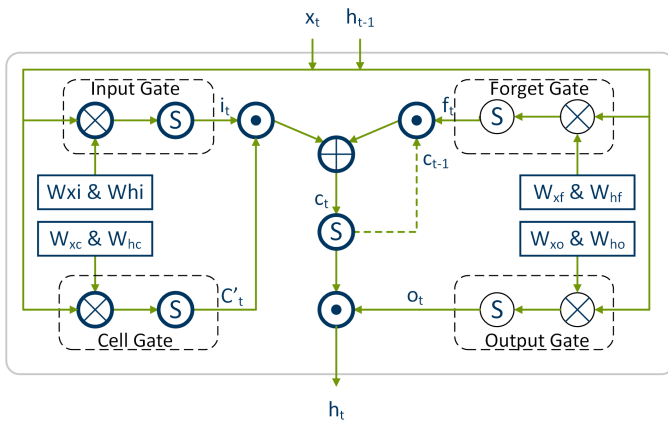 xt ht-1
Input Gate
Forget Gate
S
it
ft
S
ct-1
Wxi & Whi
Wxf & Whf
ct
Wxc & Whc
S
Wxo & Who
S
C't
ot
S
Cell Gate
Output Gate
ht